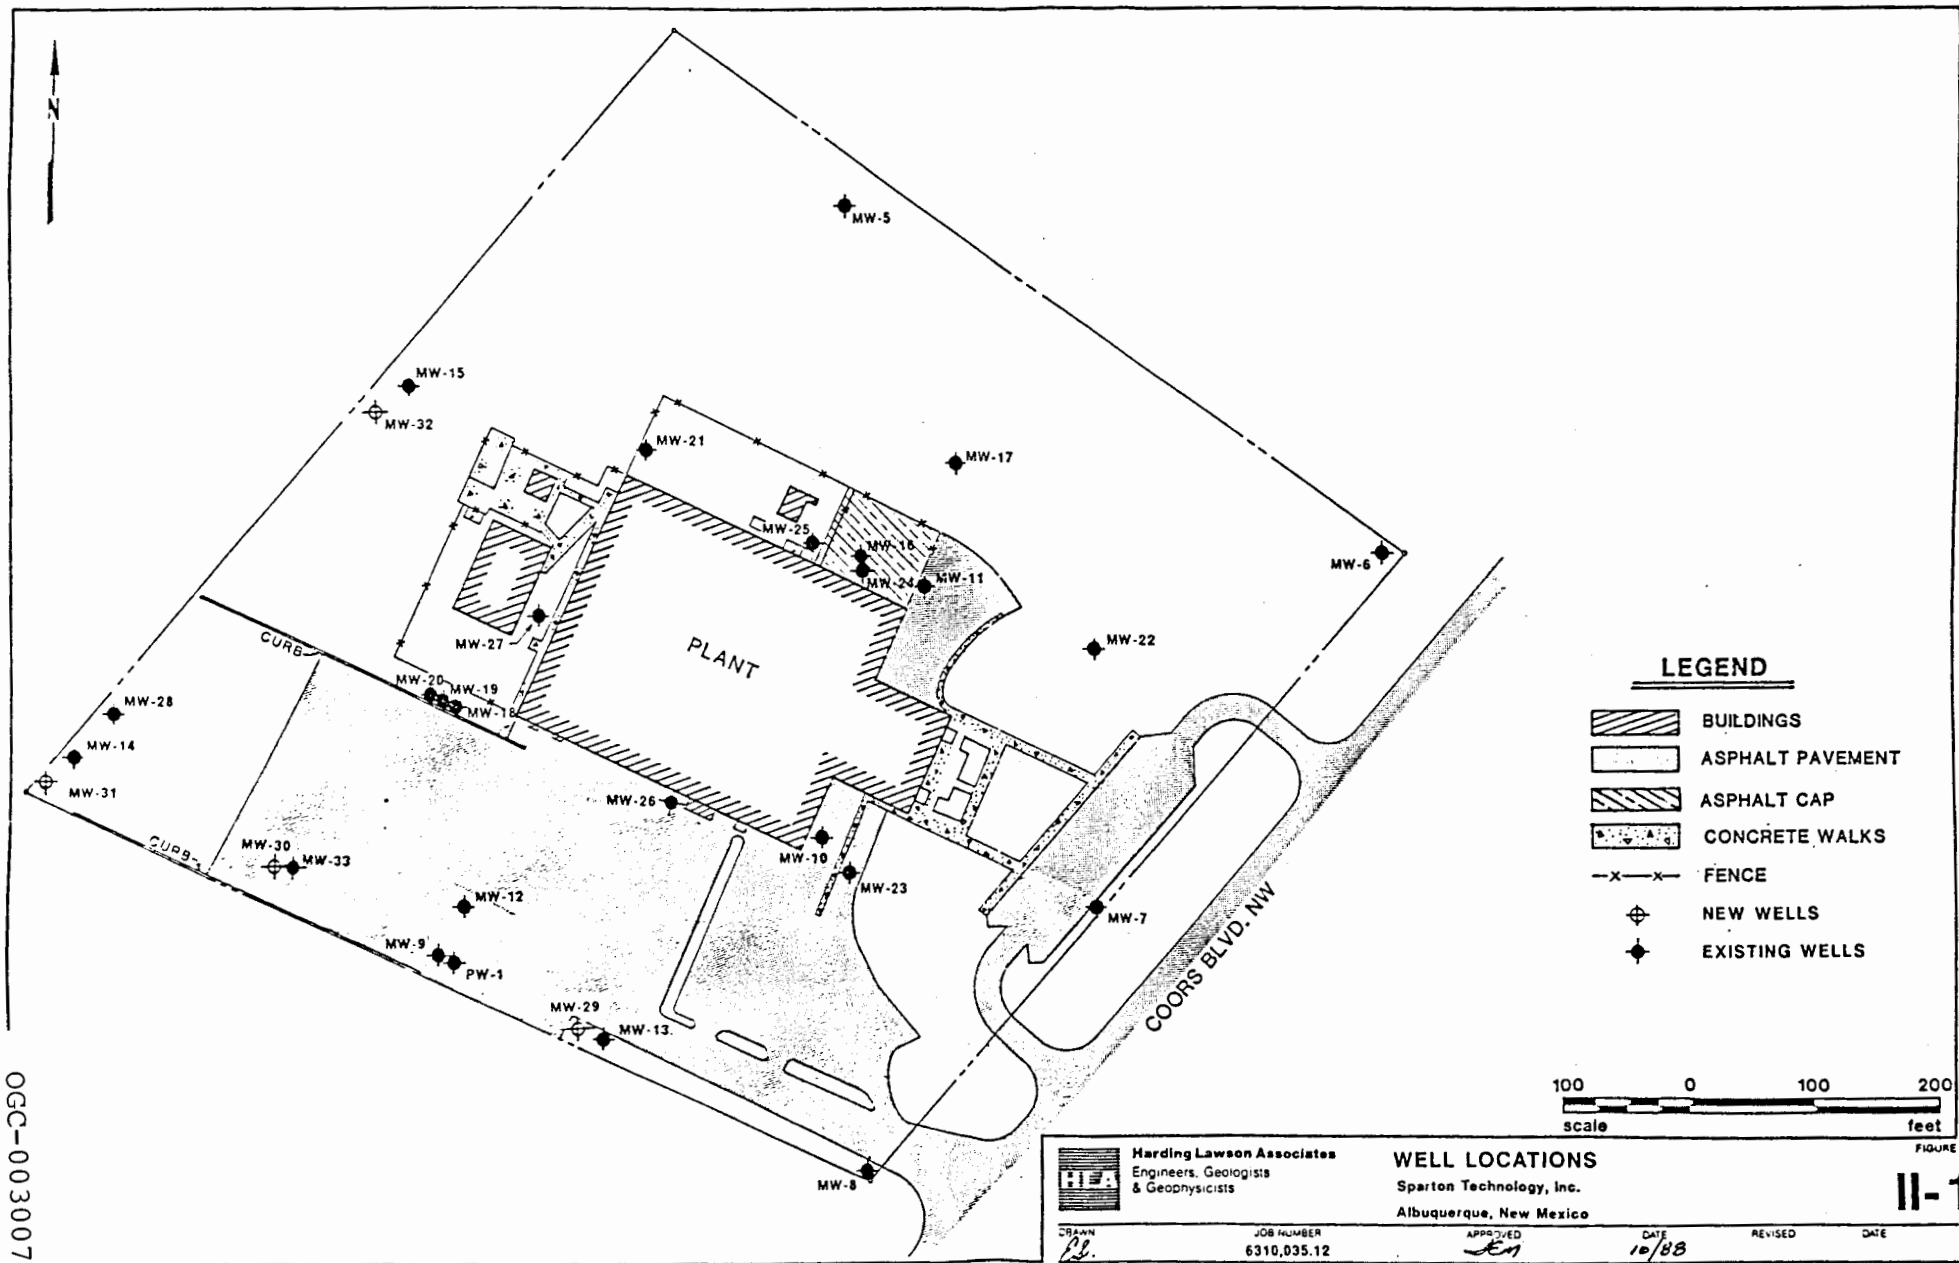 N
MW-5
MW-15
MW-32
MW-21
MW-17
MW-25
MW-16
MW-24
MW-11
MW-6
MW-27
PLANT
MW-22
CURB
MW-20
MW-19
MW-18
MW-28
MW-14
MW-31
MW-26
CURB
MW-30
MW-33
MW-10
MW-23
MW-12
MW-7
MW-9
PW-1
MW-29
MW-13
MW-8
COORS BLVD. NW
LEGEND
BUILDINGS
ASPHALT PAVEMENT
ASPHALT CAP
CONCRETE WALKS
FENCE
NEW WELLS
EXISTING WELLS
100 0 100 200
scale feet
HLA
Harding Lawson Associates
Engineers, Geologists
& Geophysicists
WELL LOCATIONS
Sparton Technology, Inc.
Albuquerque, New Mexico
FIGURE
II-1
DRAWN JOB NUMBER APPROVED DATE REVISED DATE
6310,035.12 JEM 10/88
OGC-003007